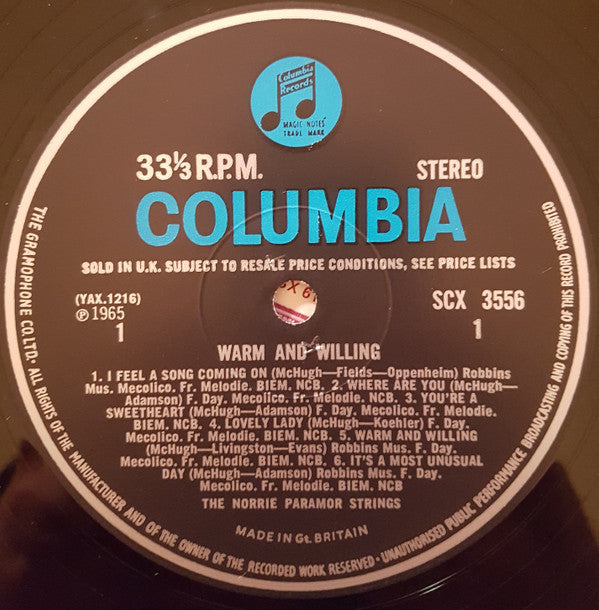 Columbia
Records
MAGIC NOTES
TRADE MARK
33⅓ R.P.M.
STEREO
COLUMBIA
SOLD IN U.K. SUBJECT TO RESALE PRICE CONDITIONS, SEE PRICE LISTS
(YAX.1216)
℗ 1965
1
SCX 3556
1
WARM AND WILLING
1. I FEEL A SONG COMING ON (McHugh—Fields—Oppenheim) Robbins
Mus. Mecolico. Fr. Melodie. BIEM. NCB. 2. WHERE ARE YOU (McHugh—
Adamson) F. Day. Mecolico. Fr. Melodie. BIEM. NCB. 3. YOU'RE A
SWEETHEART (McHugh—Adamson) F. Day. Mecolico. Fr. Melodie.
BIEM. NCB. 4. LOVELY LADY (McHugh—Koehler) F. Day.
Mecolico. Fr. Melodie. BIEM. NCB. 5. WARM AND WILLING
(McHugh—Livingston—Evans) Robbins Mus. F. Day.
Mecolico. Fr. Melodie. BIEM. NCB. 6. IT'S A MOST UNUSUAL
DAY (McHugh—Adamson) Robbins Mus. F. Day.
Mecolico. Fr. Melodie. BIEM. NCB
THE NORRIE PARAMOR STRINGS
MADE IN Gt. BRITAIN
THE GRAMOPHONE CO. LTD. · ALL RIGHTS OF THE MANUFACTURER AND OF THE OWNER OF THE RECORDED WORK RESERVED · UNAUTHORISED PUBLIC PERFORMANCE BROADCASTING AND COPYING OF THIS RECORD PROHIBITED